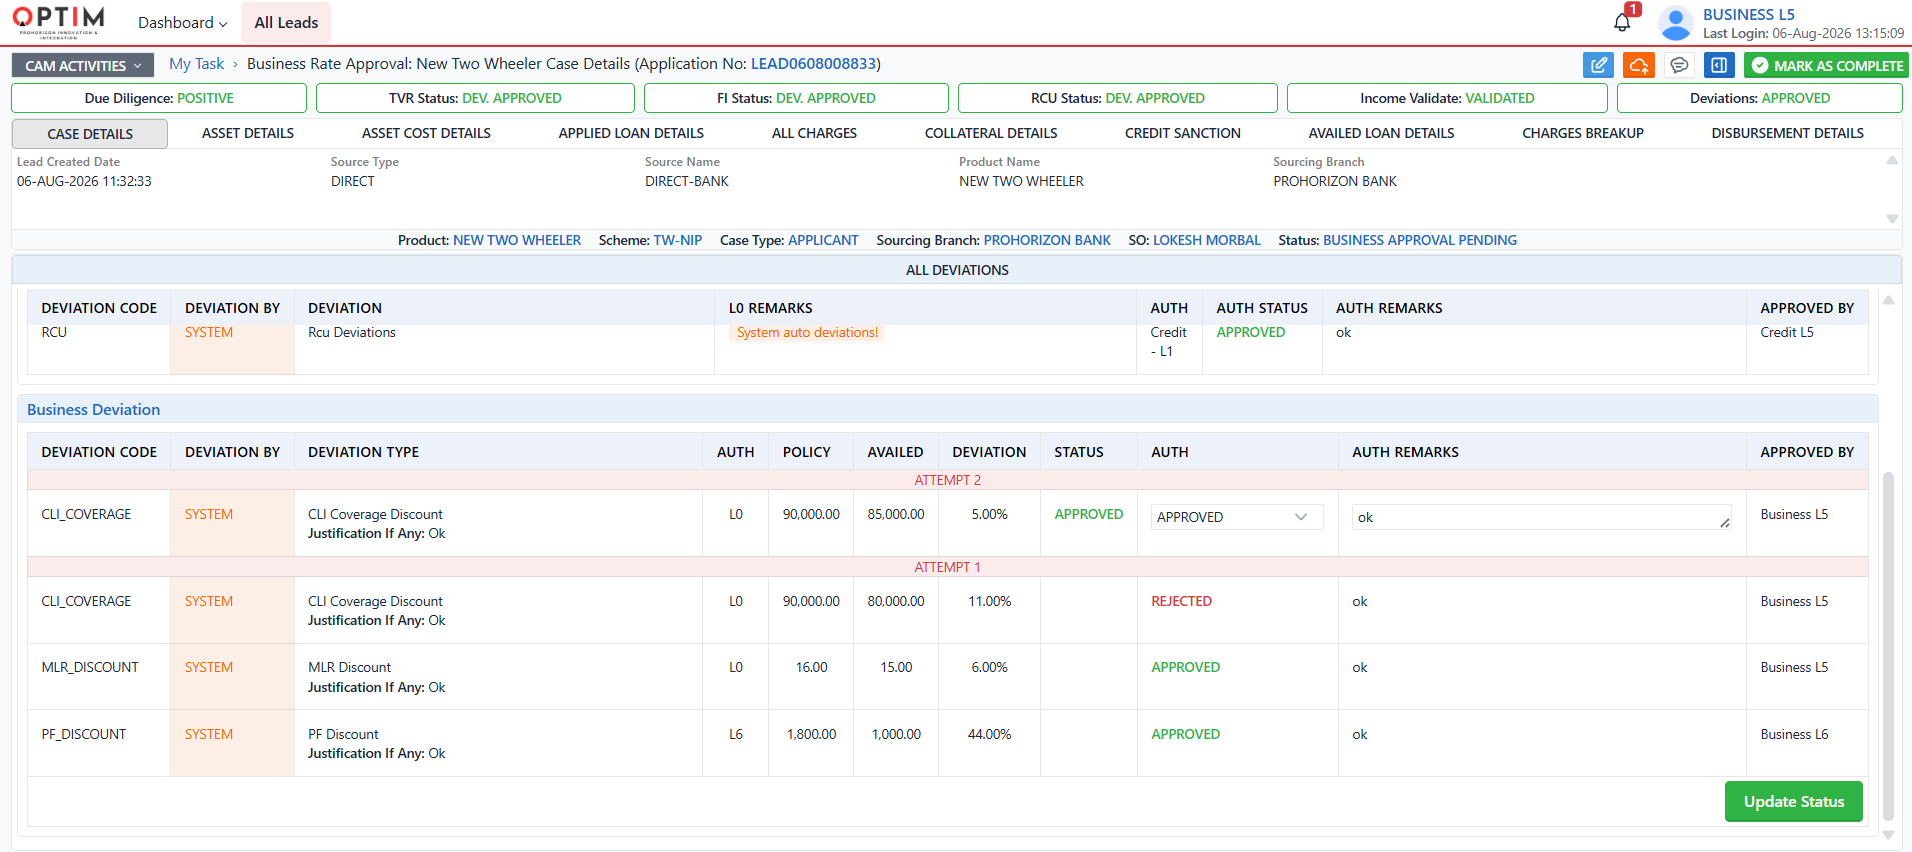 OPTIM
PROHORIZON INNOVATION & INTEGRATION
Dashboard
All Leads
1
BUSINESS L5
Last Login: 06-Aug-2026 13:15:09
CAM ACTIVITIES
My Task › Business Rate Approval: New Two Wheeler Case Details (Application No: LEAD0608008833)
MARK AS COMPLETE
Due Diligence: POSITIVE
TVR Status: DEV. APPROVED
FI Status: DEV. APPROVED
RCU Status: DEV. APPROVED
Income Validate: VALIDATED
Deviations: APPROVED
CASE DETAILS
ASSET DETAILS
ASSET COST DETAILS
APPLIED LOAN DETAILS
ALL CHARGES
COLLATERAL DETAILS
CREDIT SANCTION
AVAILED LOAN DETAILS
CHARGES BREAKUP
DISBURSEMENT DETAILS
Lead Created Date
06-AUG-2026 11:32:33
Source Type
DIRECT
Source Name
DIRECT-BANK
Product Name
NEW TWO WHEELER
Sourcing Branch
PROHORIZON BANK
Product: NEW TWO WHEELER Scheme: TW-NIP Case Type: APPLICANT Sourcing Branch: PROHORIZON BANK SO: LOKESH MORBAL Status: BUSINESS APPROVAL PENDING
ALL DEVIATIONS
DEVIATION CODE DEVIATION BY DEVIATION L0 REMARKS AUTH AUTH STATUS AUTH REMARKS APPROVED BY
RCU SYSTEM Rcu Deviations System auto deviations! Credit APPROVED ok Credit L5
- L1
Business Deviation
DEVIATION CODE DEVIATION BY DEVIATION TYPE AUTH POLICY AVAILED DEVIATION STATUS AUTH AUTH REMARKS APPROVED BY
ATTEMPT 2
CLI_COVERAGE SYSTEM CLI Coverage Discount L0 90,000.00 85,000.00 5.00% APPROVED APPROVED ok Business L5
Justification If Any: Ok
ATTEMPT 1
CLI_COVERAGE SYSTEM CLI Coverage Discount L0 90,000.00 80,000.00 11.00% REJECTED ok Business L5
Justification If Any: Ok
MLR_DISCOUNT SYSTEM MLR Discount L0 16.00 15.00 6.00% APPROVED ok Business L5
Justification If Any: Ok
PF_DISCOUNT SYSTEM PF Discount L6 1,800.00 1,000.00 44.00% APPROVED ok Business L6
Justification If Any: Ok
Update Status